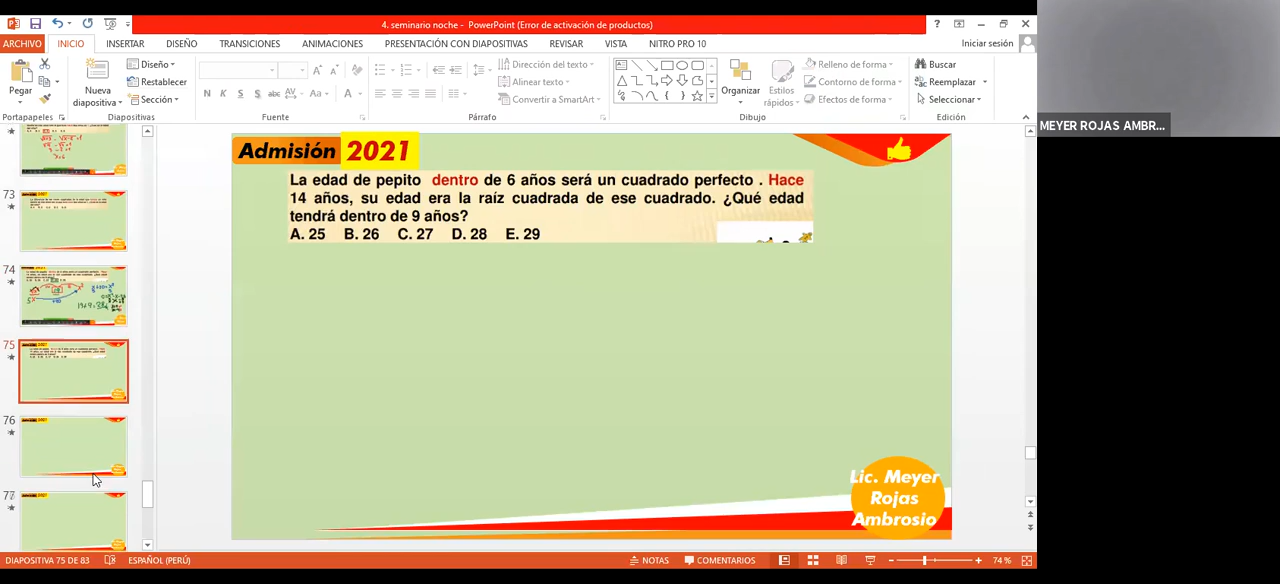 4. seminario noche - PowerPoint (Error de activación de productos)
ARCHIVO INICIO INSERTAR DISEÑO TRANSICIONES ANIMACIONES PRESENTACIÓN CON DIAPOSITIVAS REVISAR VISTA NITRO PRO 10 Iniciar sesión
Pegar
Nueva diapositiva
Diseño
Restablecer
Sección
N K S S abc AV Aa A
Dirección del texto
Alinear texto
Convertir a SmartArt
Organizar
Estilos rápidos
Relleno de forma
Contorno de forma
Efectos de forma
Buscar
Reemplazar
Seleccionar
Portapapeles Diapositivas Fuente Párrafo Dibujo Edición
MEYER ROJAS AMBR...
73
74
75
76
77
Admisión 2021
La edad de pepito dentro de 6 años será un cuadrado perfecto . Hace
14 años, su edad era la raíz cuadrada de ese cuadrado. ¿Qué edad
tendrá dentro de 9 años?
A. 25 B. 26 C. 27 D. 28 E. 29
Lic. Meyer
Rojas
Ambrosio
DIAPOSITIVA 75 DE 83 ESPAÑOL (PERÚ) NOTAS COMENTARIOS 74 %